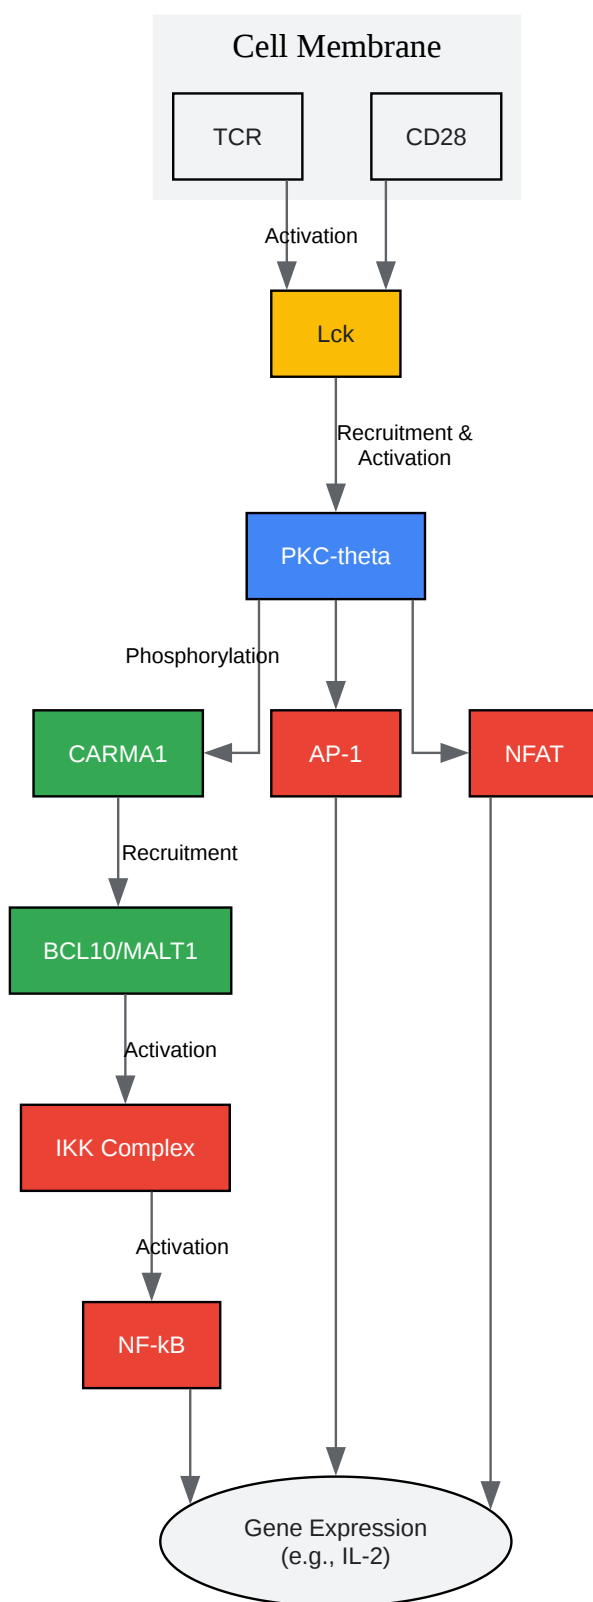 Cell Membrane
TCR
CD28
Activation
Lck
Recruitment &
Activation
PKC-theta
Phosphorylation
CARMA1
AP-1
NFAT
Recruitment
BCL10/MALT1
Activation
IKK Complex
Activation
NF-kB
Gene Expression
(e.g., IL-2)